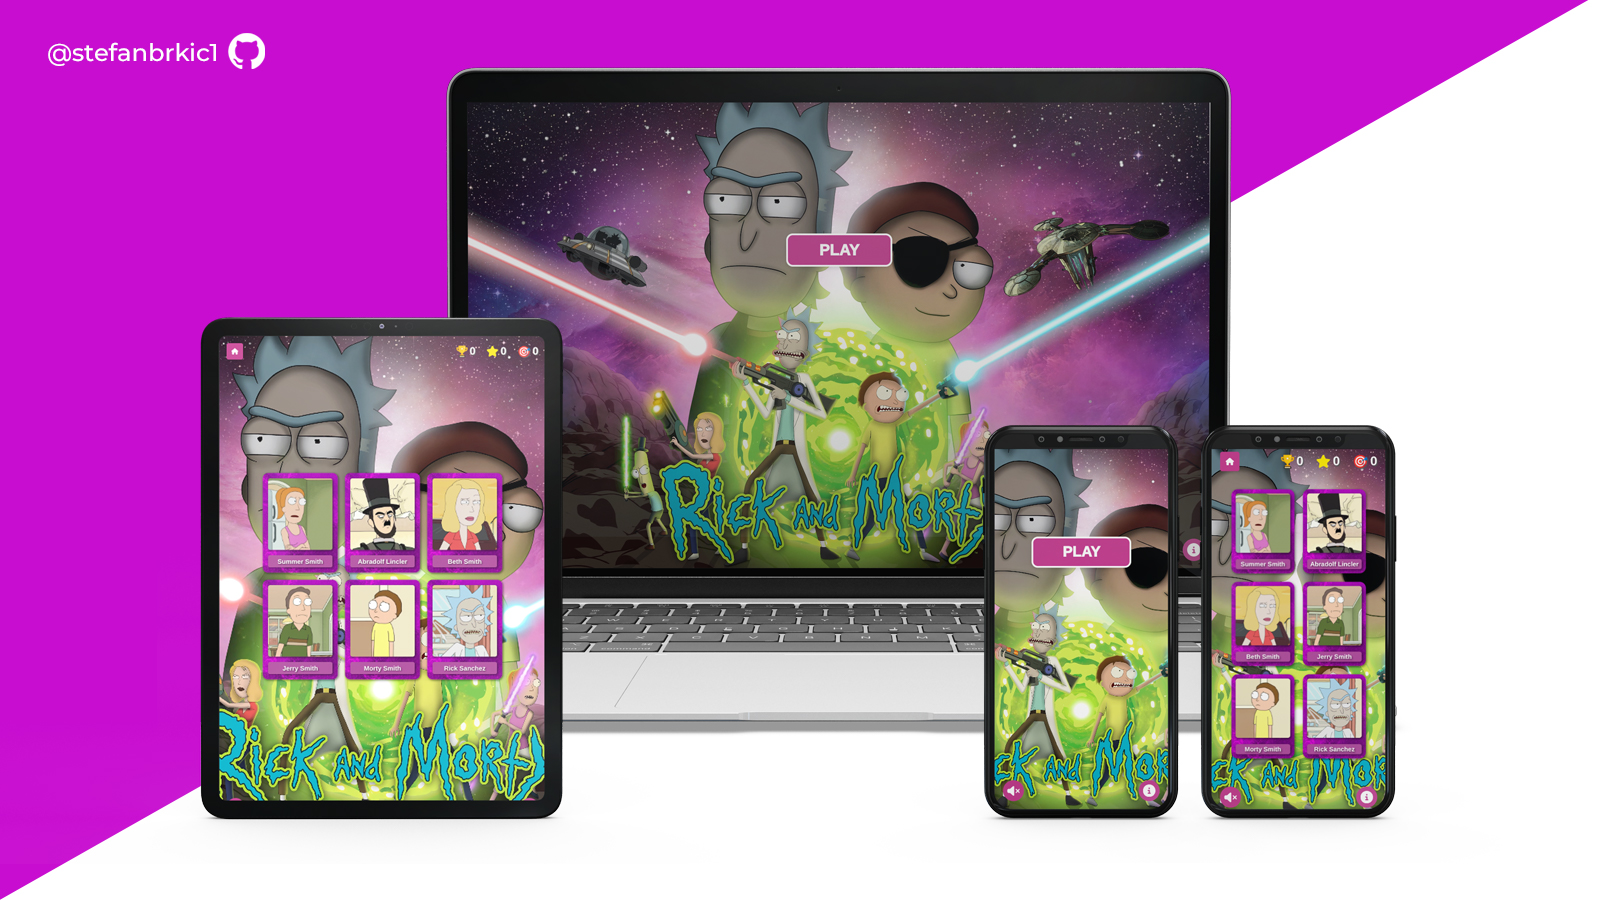 @stefanbrkic1
PLAY
Rick and Morty
0 0 0
Summer Smith Abradolf Lincler Beth Smith
Jerry Smith Morty Smith Rick Sanchez
Rick and Morty
PLAY
ck and Mor
0 0 0
Summer Smith Abradolf Lincler
Beth Smith Jerry Smith
Morty Smith Rick Sanchez
ck and Mor